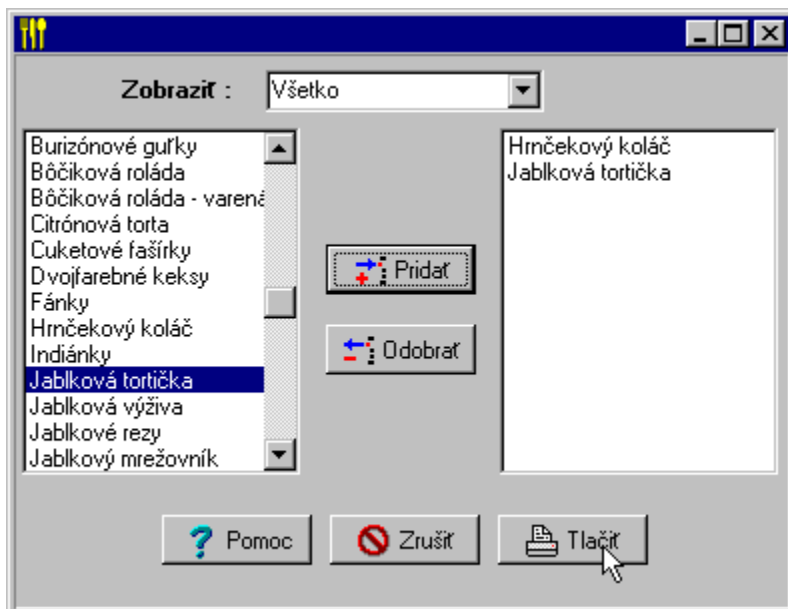 Zobraziť : Všetko
Burizónové guľky
Bôčiková roláda
Bôčiková roláda - varená
Citrónová torta
Cuketové fašírky
Dvojfarebné keksy
Fánky
Hrnčekový koláč
Indiánky
Jablková tortička
Jablková výživa
Jablkové rezy
Jablkový mrežovník
Pridať
Odobrať
Hrnčekový koláč
Jablková tortička
Pomoc
Zrušiť
Tlačiť